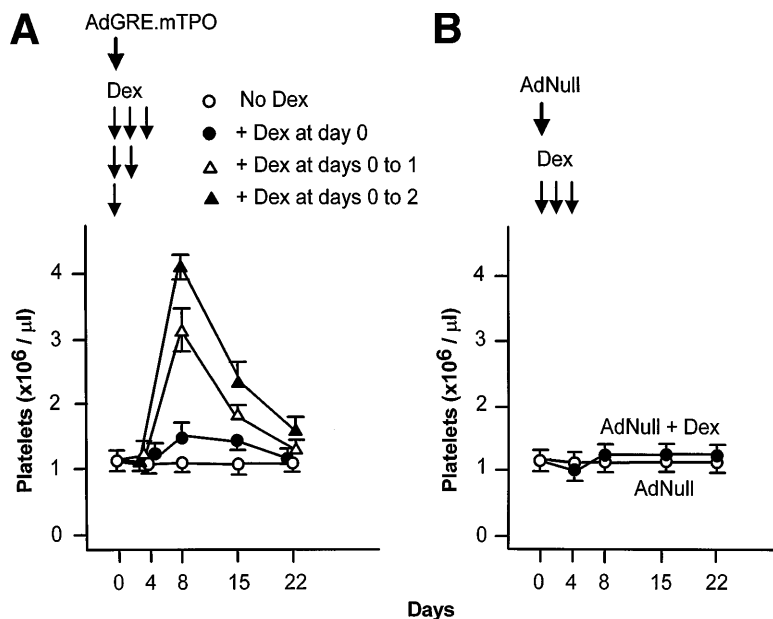 A
AdGRE.mTPO
Dex
No Dex
+ Dex at day 0
+ Dex at days 0 to 1
+ Dex at days 0 to 2
Platelets (x10⁶ / µl)
4
3
2
1
0
0 4 8 15 22
B
AdNull
Dex
Platelets (x10⁶ / µl)
4
3
2
1
0
AdNull + Dex
AdNull
0 4 8 15 22
Days